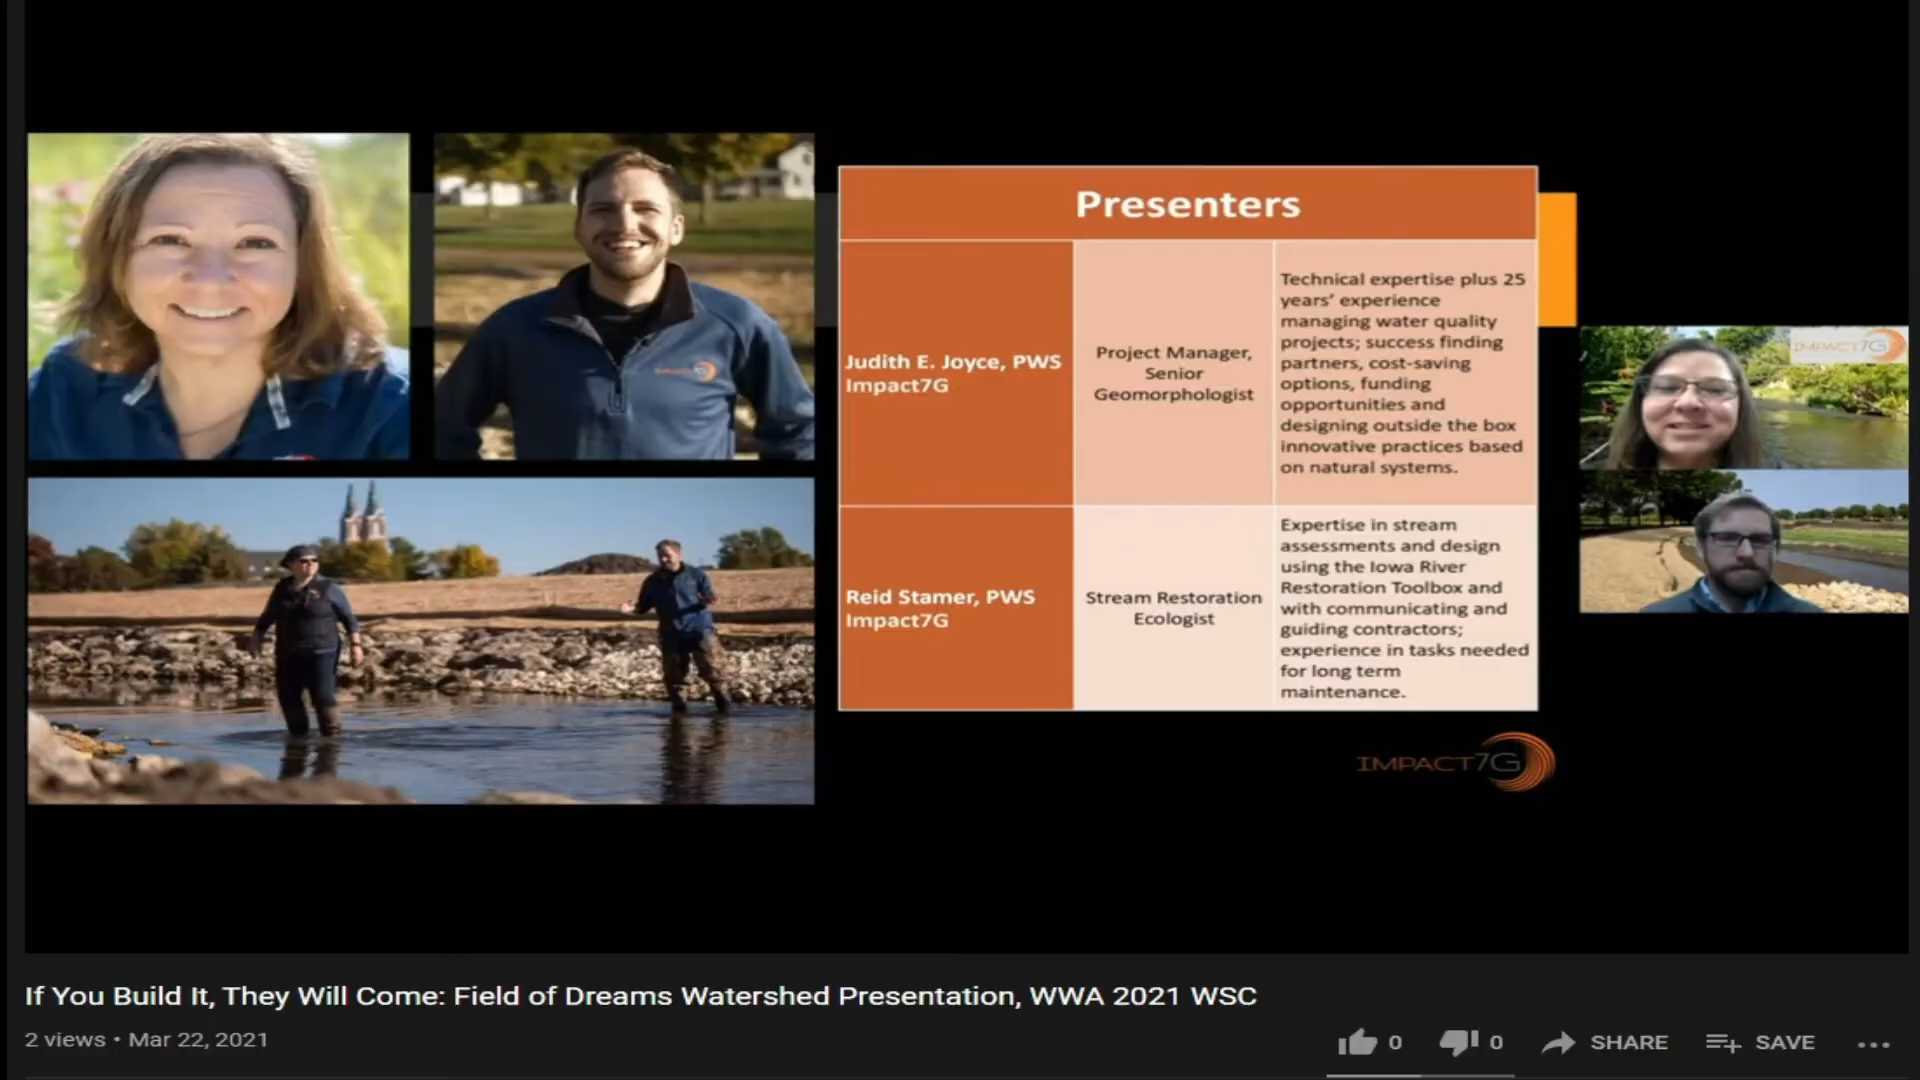 Presenters
Judith E. Joyce, PWS
Impact7G
Project Manager,
Senior
Geomorphologist
Technical expertise plus 25
years' experience
managing water quality
projects; success finding
partners, cost-saving
options, funding
opportunities and
designing outside the box
innovative practices based
on natural systems.
Reid Stamer, PWS
Impact7G
Stream Restoration
Ecologist
Expertise in stream
assessments and design
using the Iowa River
Restoration Toolbox and
with communicating and
guiding contractors;
experience in tasks needed
for long term
maintenance.
IMPACT7G
IMPACT7G
If You Build It, They Will Come: Field of Dreams Watershed Presentation, WWA 2021 WSC
2 views • Mar 22, 2021
0
0
SHARE
SAVE